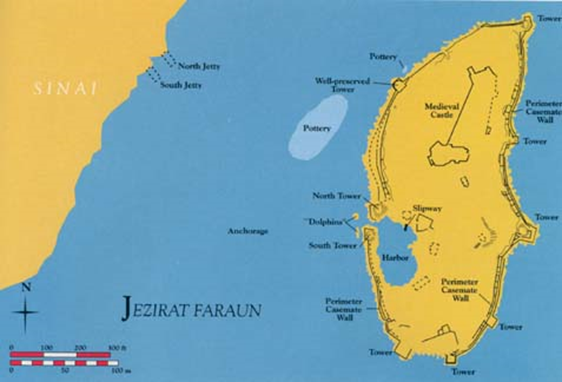 Tower
Pottery
North Jetty
South Jetty
SINAI
Well-preserved
Tower
Medieval
Castle
Perimeter
Casemate
Wall
Pottery
Tower
North Tower
Slipway
"Dolphins"
Tower
Anchorage
South Tower
Harbor
N
Perimeter
Casemate
Wall
JEZIRAT FARAUN
Perimeter
Casemate
Wall
Tower
0 100 200 300 ft
Tower
0 50 100 m
Tower